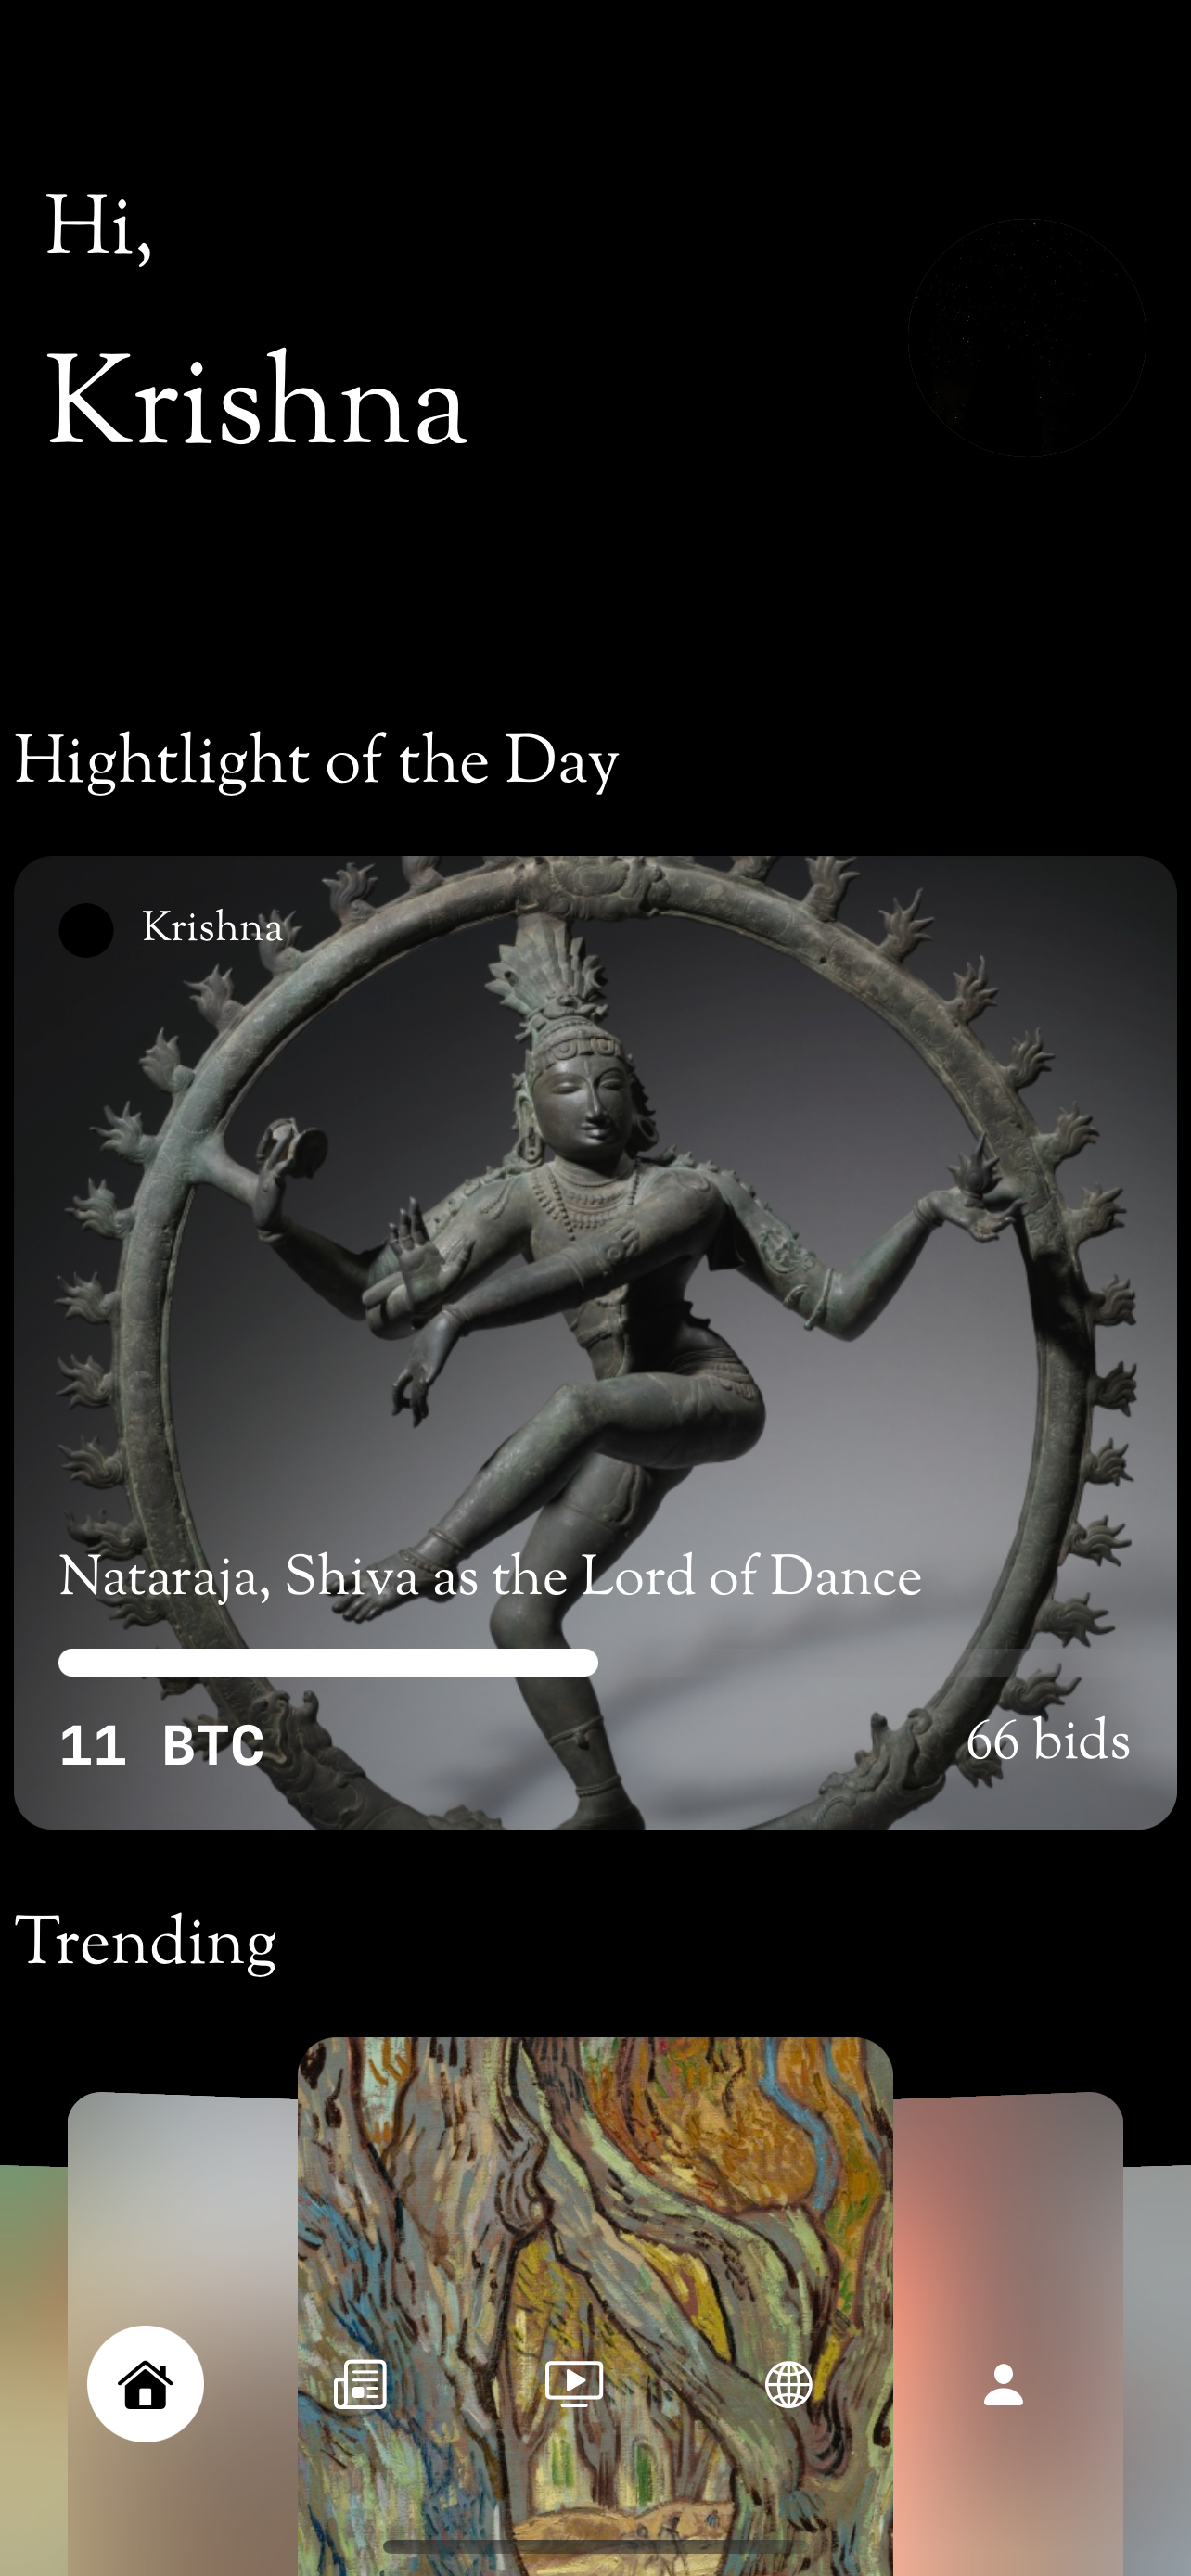 Hi,
Krishna
Hightlight of the Day
Krishna
Nataraja, Shiva as the Lord of Dance
11 BTC
66 bids
Trending